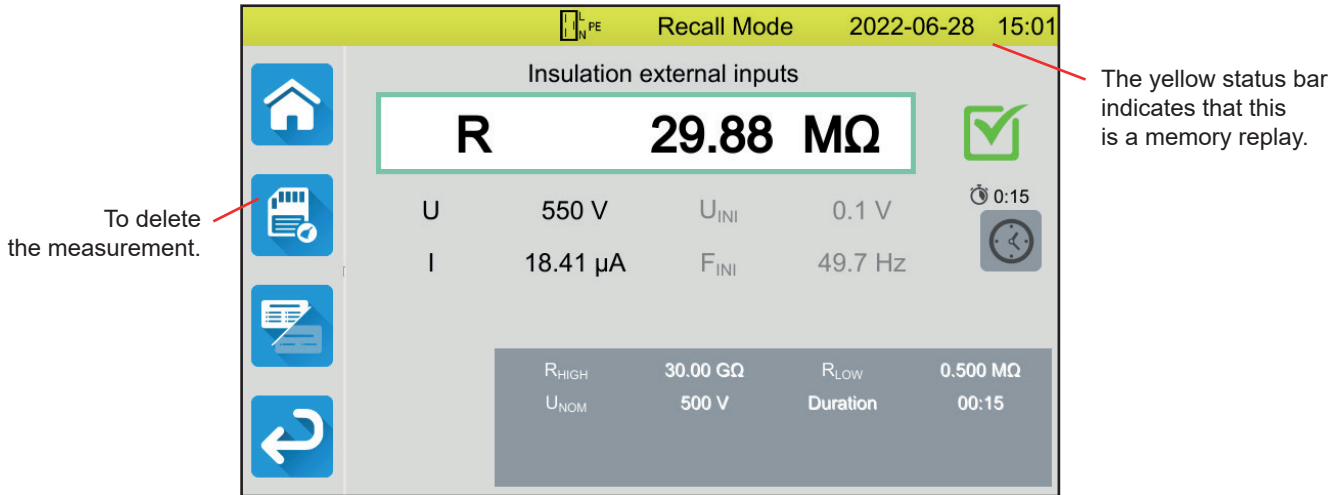 L
N
PE
Recall Mode
2022-06-28 15:01
Insulation external inputs
The yellow status bar
indicates that this
is a memory replay.
R 29.88 MΩ
0:15
To delete
the measurement.
U 550 V UINI 0.1 V
I 18.41 µA FINI 49.7 Hz
RHIGH 30.00 GΩ RLOW 0.500 MΩ
UNOM 500 V Duration 00:15